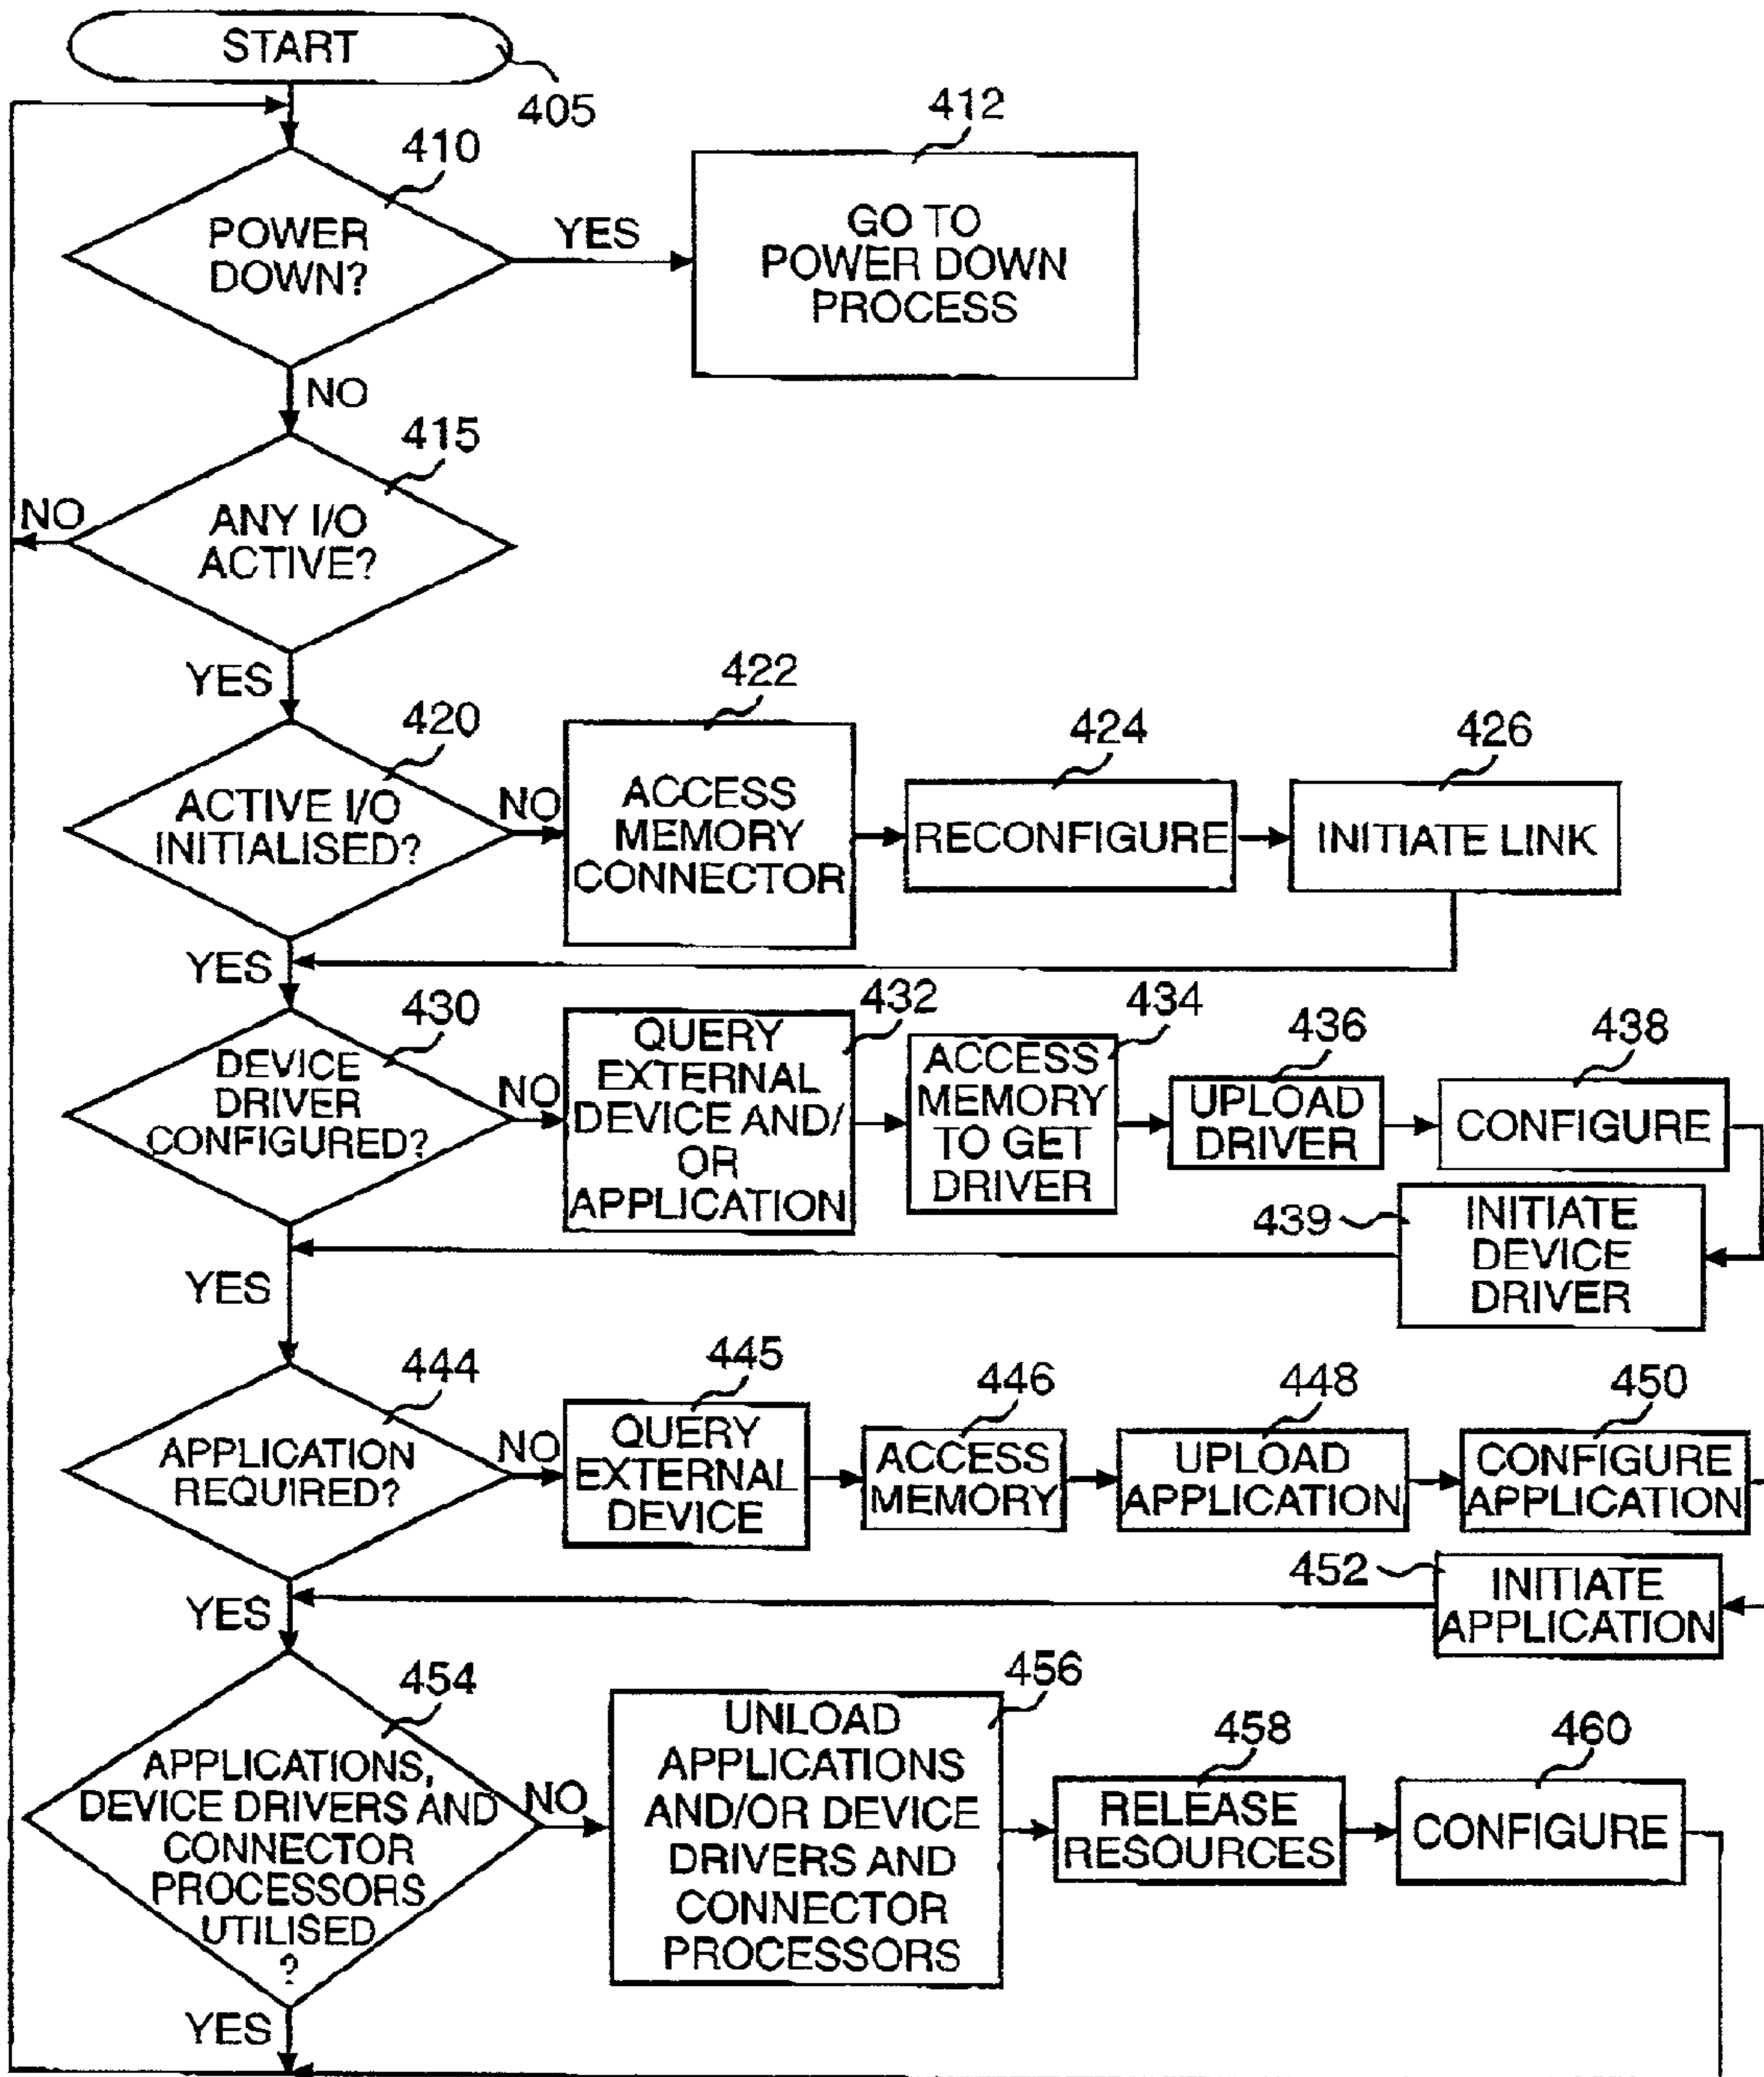 START
405
410
412
POWER
DOWN?
YES
GO TO
POWER DOWN
PROCESS
NO
415
NO
ANY I/O
ACTIVE?
YES
420
422
424
426
ACTIVE I/O
INITIALISED?
NO
ACCESS
MEMORY
CONNECTOR
RECONFIGURE
INITIATE LINK
YES
430
432
434
436
438
DEVICE
DRIVER
CONFIGURED?
NO
QUERY
EXTERNAL
DEVICE AND/
OR
APPLICATION
ACCESS
MEMORY
TO GET
DRIVER
UPLOAD
DRIVER
CONFIGURE
439
INITIATE
DEVICE
DRIVER
YES
444
445
446
448
450
APPLICATION
REQUIRED?
NO
QUERY
EXTERNAL
DEVICE
ACCESS
MEMORY
UPLOAD
APPLICATION
CONFIGURE
APPLICATION
452
INITIATE
APPLICATION
YES
454
456
458
460
APPLICATIONS,
DEVICE DRIVERS AND
CONNECTOR
PROCESSORS
UTILISED
?
NO
UNLOAD
APPLICATIONS
AND/OR DEVICE
DRIVERS AND
CONNECTOR
PROCESSORS
RELEASE
RESOURCES
CONFIGURE
YES